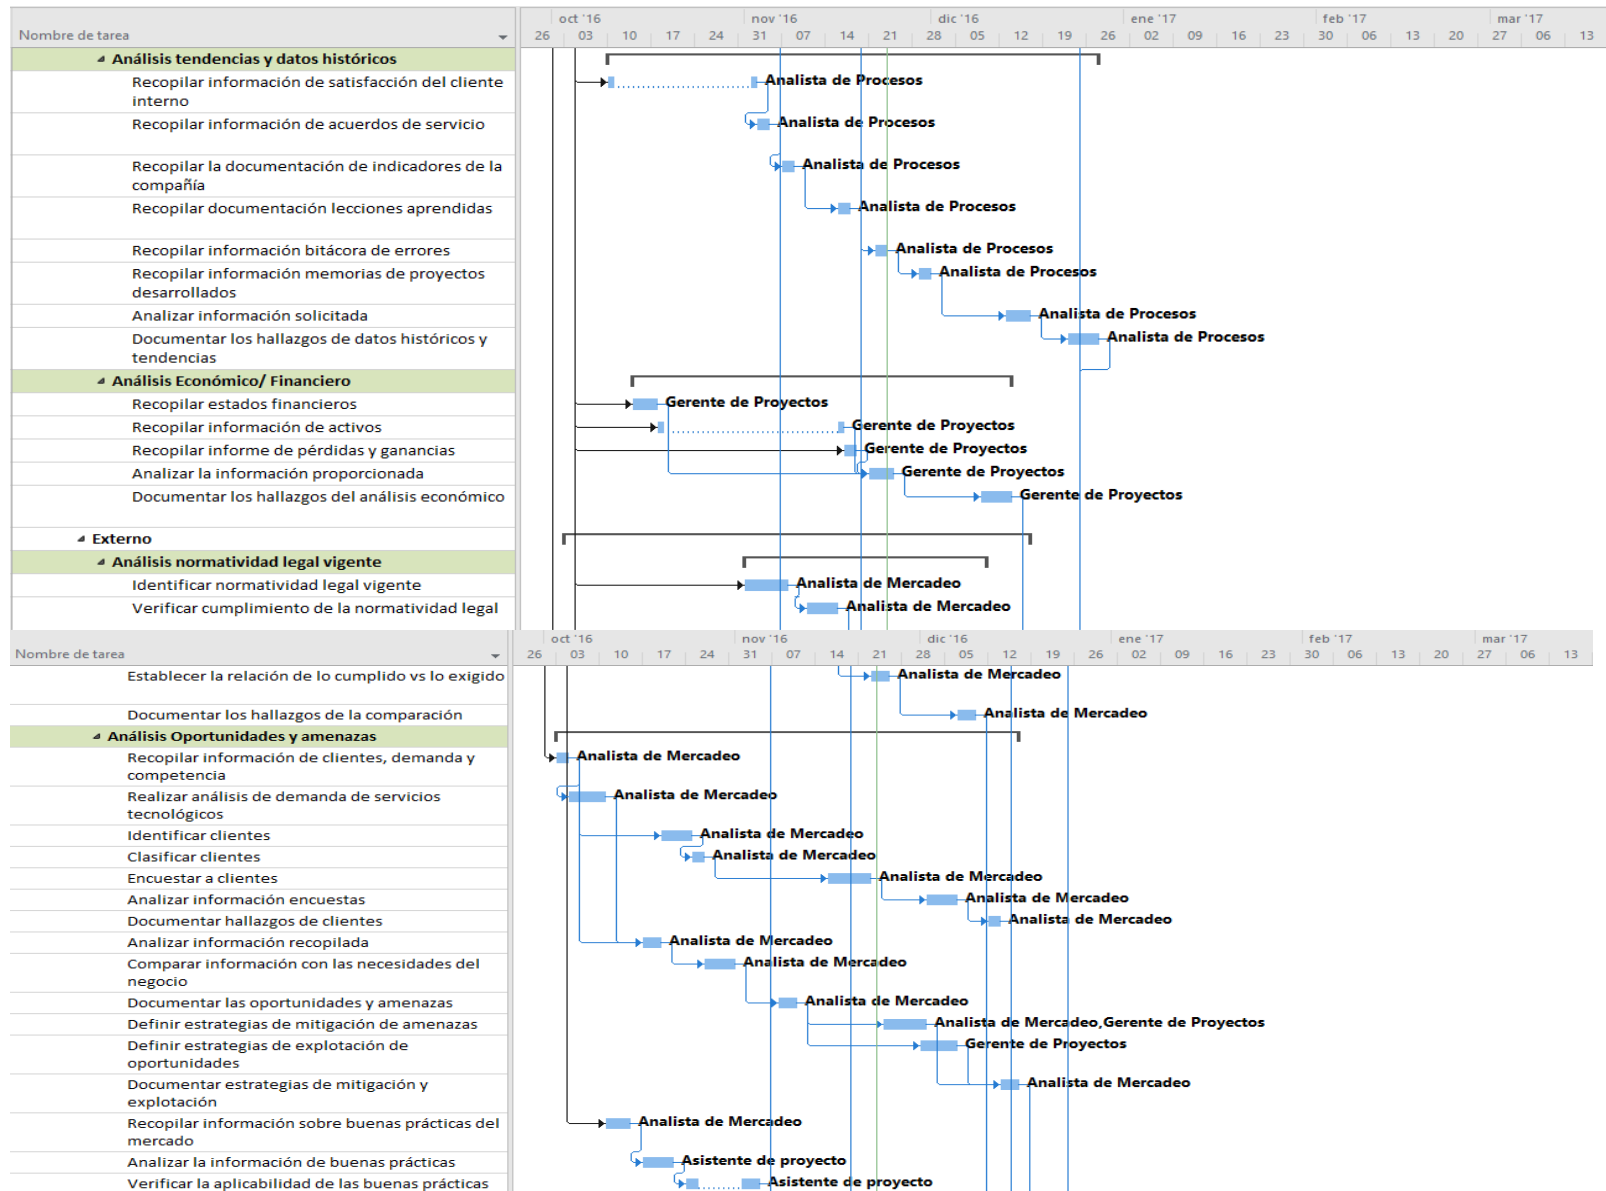 oct '16 nov '16 dic '16 ene '17 feb '17 mar '17
Nombre de tarea 26 03 10 17 24 31 07 14 21 28 05 12 19 26 02 09 16 23 30 06 13 20 27 06 13
Análisis tendencias y datos históricos
Recopilar información de satisfacción del cliente Analista de Procesos
interno
Recopilar información de acuerdos de servicio Analista de Procesos
Recopilar la documentación de indicadores de la Analista de Procesos
compañía
Recopilar documentación lecciones aprendidas Analista de Procesos
Recopilar información bitácora de errores Analista de Procesos
Recopilar información memorias de proyectos Analista de Procesos
desarrollados
Analizar información solicitada Analista de Procesos
Documentar los hallazgos de datos históricos y Analista de Procesos
tendencias
Análisis Económico/ Financiero
Recopilar estados financieros Gerente de Proyectos
Recopilar información de activos Gerente de Proyectos
Recopilar informe de pérdidas y ganancias Gerente de Proyectos
Analizar la información proporcionada Gerente de Proyectos
Documentar los hallazgos del análisis económico Gerente de Proyectos
Externo
Análisis normatividad legal vigente
Identificar normatividad legal vigente Analista de Mercadeo
Verificar cumplimiento de la normatividad legal Analista de Mercadeo
oct '16 nov '16 dic '16 ene '17 feb '17 mar '17
Nombre de tarea 26 03 10 17 24 31 07 14 21 28 05 12 19 26 02 09 16 23 30 06 13 20 27 06 13
Establecer la relación de lo cumplido vs lo exigido Analista de Mercadeo
Documentar los hallazgos de la comparación Analista de Mercadeo
Análisis Oportunidades y amenazas
Recopilar información de clientes, demanda y Analista de Mercadeo
competencia
Realizar análisis de demanda de servicios Analista de Mercadeo
tecnológicos
Identificar clientes Analista de Mercadeo
Clasificar clientes Analista de Mercadeo
Encuestar a clientes Analista de Mercadeo
Analizar información encuestas Analista de Mercadeo
Documentar hallazgos de clientes Analista de Mercadeo
Analizar información recopilada Analista de Mercadeo
Comparar información con las necesidades del Analista de Mercadeo
negocio
Documentar las oportunidades y amenazas Analista de Mercadeo
Definir estrategias de mitigación de amenazas Analista de Mercadeo,Gerente de Proyectos
Definir estrategias de explotación de Gerente de Proyectos
oportunidades
Documentar estrategias de mitigación y Analista de Mercadeo
explotación
Recopilar información sobre buenas prácticas del Analista de Mercadeo
mercado
Analizar la información de buenas prácticas Asistente de proyecto
Verificar la aplicabilidad de las buenas prácticas Asistente de proyecto